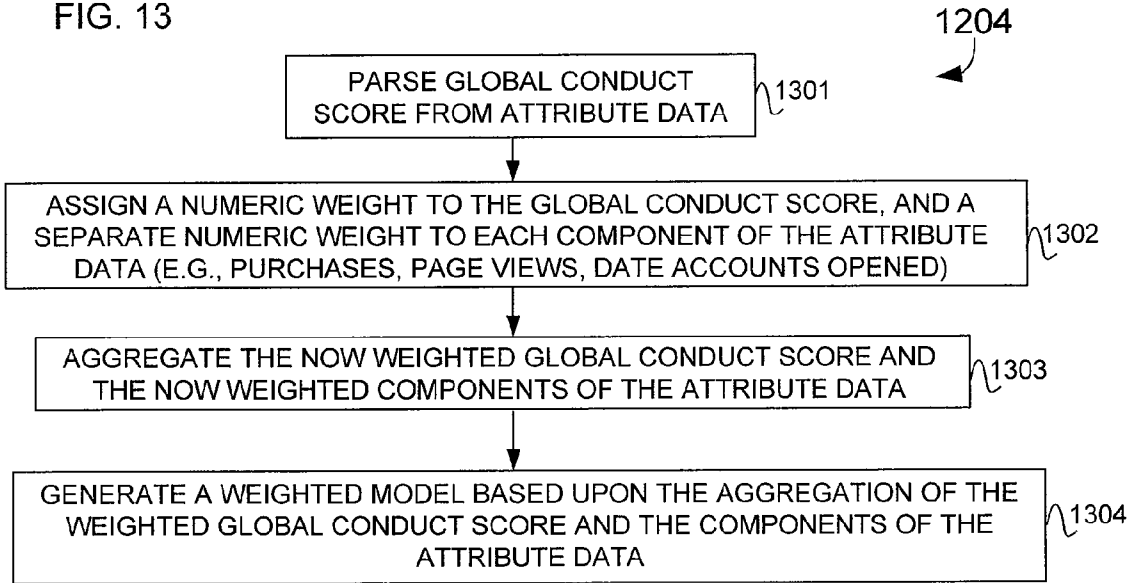 FIG. 13
1204
PARSE GLOBAL CONDUCT
SCORE FROM ATTRIBUTE DATA
1301
ASSIGN A NUMERIC WEIGHT TO THE GLOBAL CONDUCT SCORE, AND A
SEPARATE NUMERIC WEIGHT TO EACH COMPONENT OF THE ATTRIBUTE
DATA (E.G., PURCHASES, PAGE VIEWS, DATE ACCOUNTS OPENED)
1302
AGGREGATE THE NOW WEIGHTED GLOBAL CONDUCT SCORE AND
THE NOW WEIGHTED COMPONENTS OF THE ATTRIBUTE DATA
1303
GENERATE A WEIGHTED MODEL BASED UPON THE AGGREGATION OF THE
WEIGHTED GLOBAL CONDUCT SCORE AND THE COMPONENTS OF THE
ATTRIBUTE DATA
1304